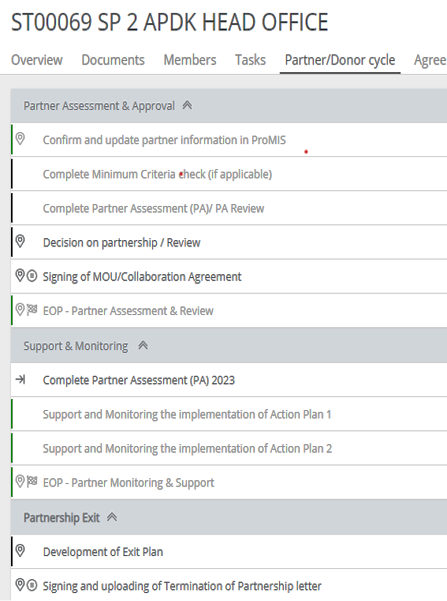 ST00069 SP 2 APDK HEAD OFFICE
Overview Documents Members Tasks Partner/Donor cycle Agree
Partner Assessment & Approval
Confirm and update partner information in ProMIS
Complete Minimum Criteria check (if applicable)
Complete Partner Assessment (PA)/ PA Review
Decision on partnership / Review
Signing of MOU/Collaboration Agreement
EOP - Partner Assessment & Review
Support & Monitoring
Complete Partner Assessment (PA) 2023
Support and Monitoring the implementation of Action Plan 1
Support and Monitoring the implementation of Action Plan 2
EOP - Partner Monitoring & Support
Partnership Exit
Development of Exit Plan
Signing and uploading of Termination of Partnership letter